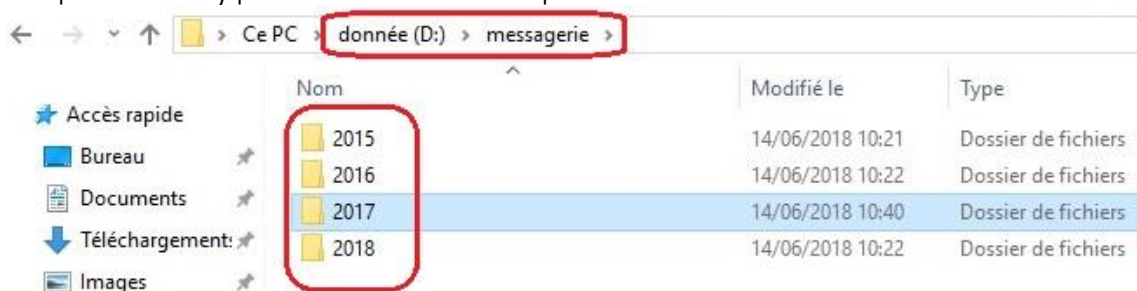 Ce PC > donnée (D:) > messagerie >
Nom Modifié le Type
Accès rapide
Bureau
Documents
Téléchargement:
Images
2015 14/06/2018 10:21 Dossier de fichiers
2016 14/06/2018 10:22 Dossier de fichiers
2017 14/06/2018 10:40 Dossier de fichiers
2018 14/06/2018 10:22 Dossier de fichiers